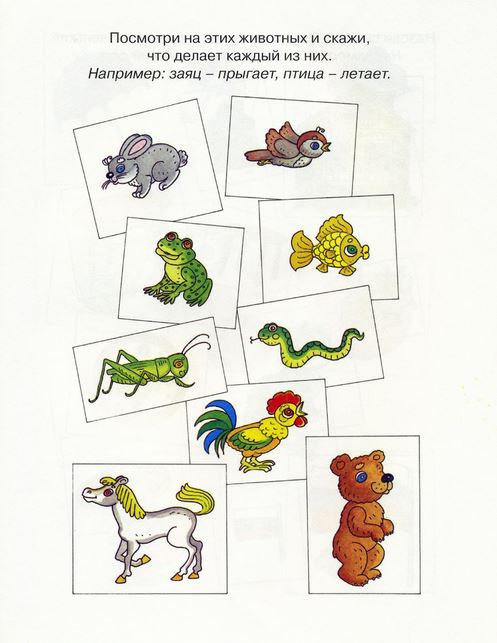 Посмотри на этих животных и скажи,
что делает каждый из них.
Например: заяц – прыгает, птица – летает.